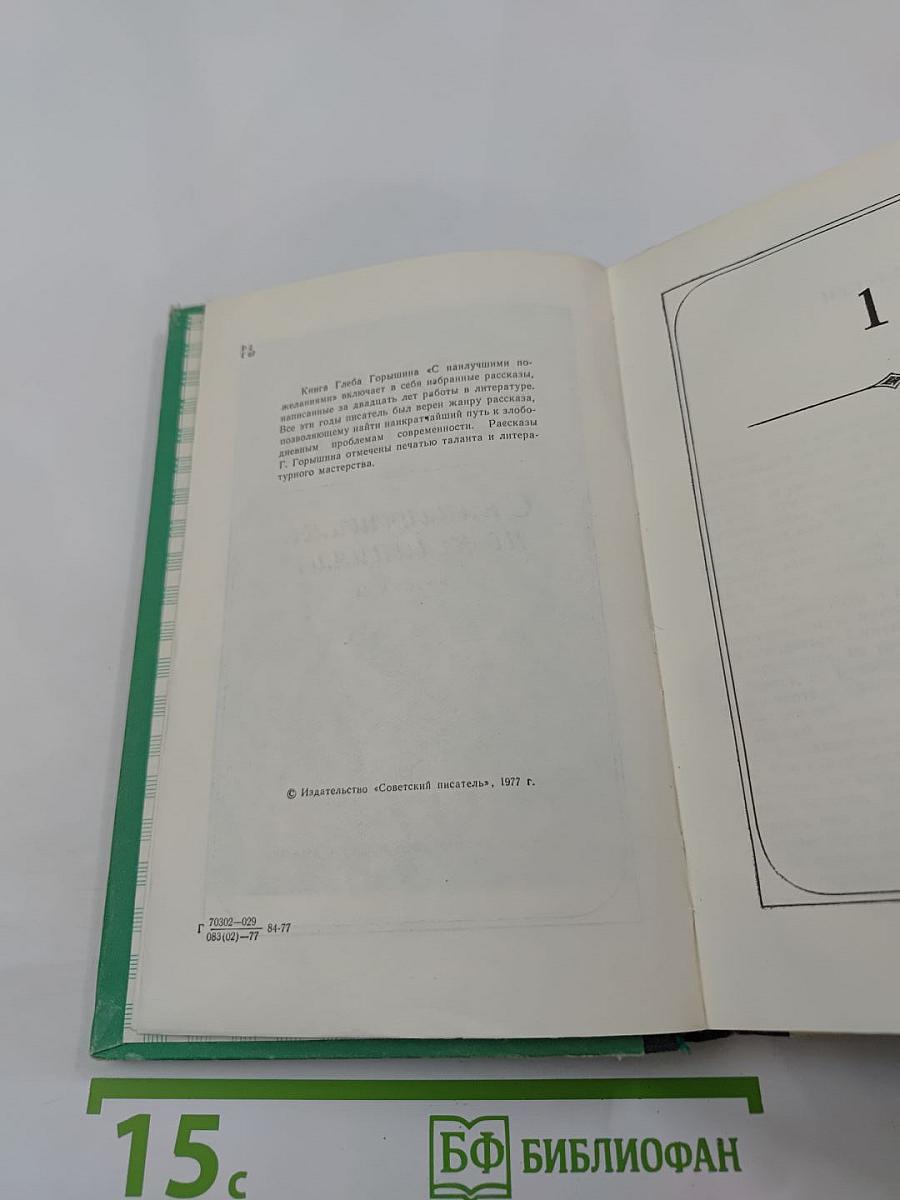 Р2
Г 69
Книга Глеба Горышина «С наилучшими по-
желаниями» включает в себя избранные рассказы,
написанные за двадцать лет работы в литературе.
Все эти годы писатель был верен жанру рассказа,
позволяющему найти наикратчайший путь к злобо-
дневным проблемам современности. Рассказы
Г. Горышина отмечены печатью таланта и литера-
турного мастерства.
© Издательство «Советский писатель», 1977 г.
Г 70302—029
083(02)—77 84-77
1
15 с
БФ БИБЛИОФАН